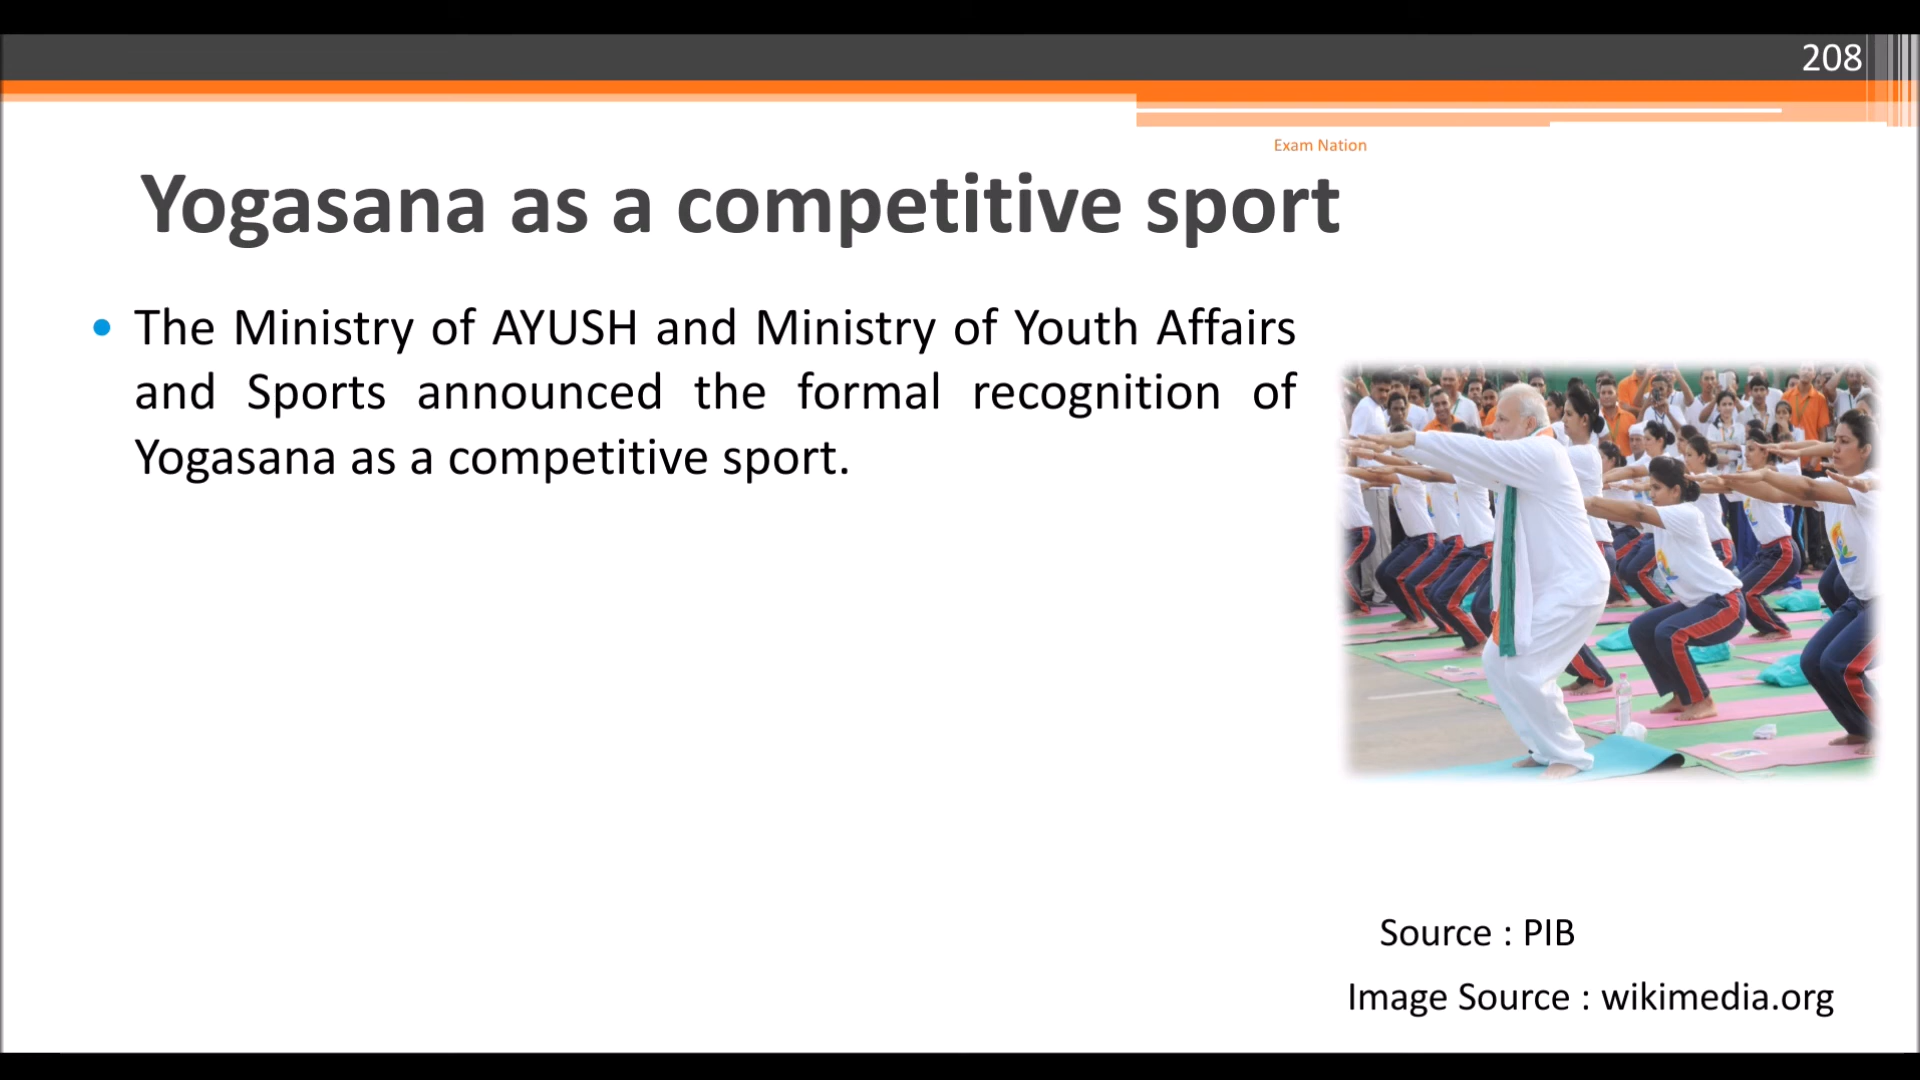 208
Exam Nation
Yogasana as a competitive sport
• The Ministry of AYUSH and Ministry of Youth Affairs
and Sports announced the formal recognition of
Yogasana as a competitive sport.
Source : PIB
Image Source : wikimedia.org